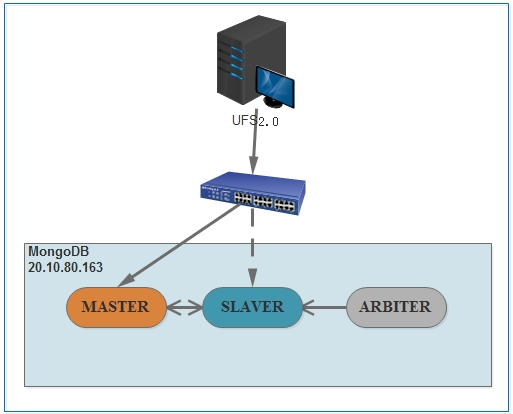 UFS2.0
MongoDB
20.10.80.163
MASTER
SLAVER
ARBITER